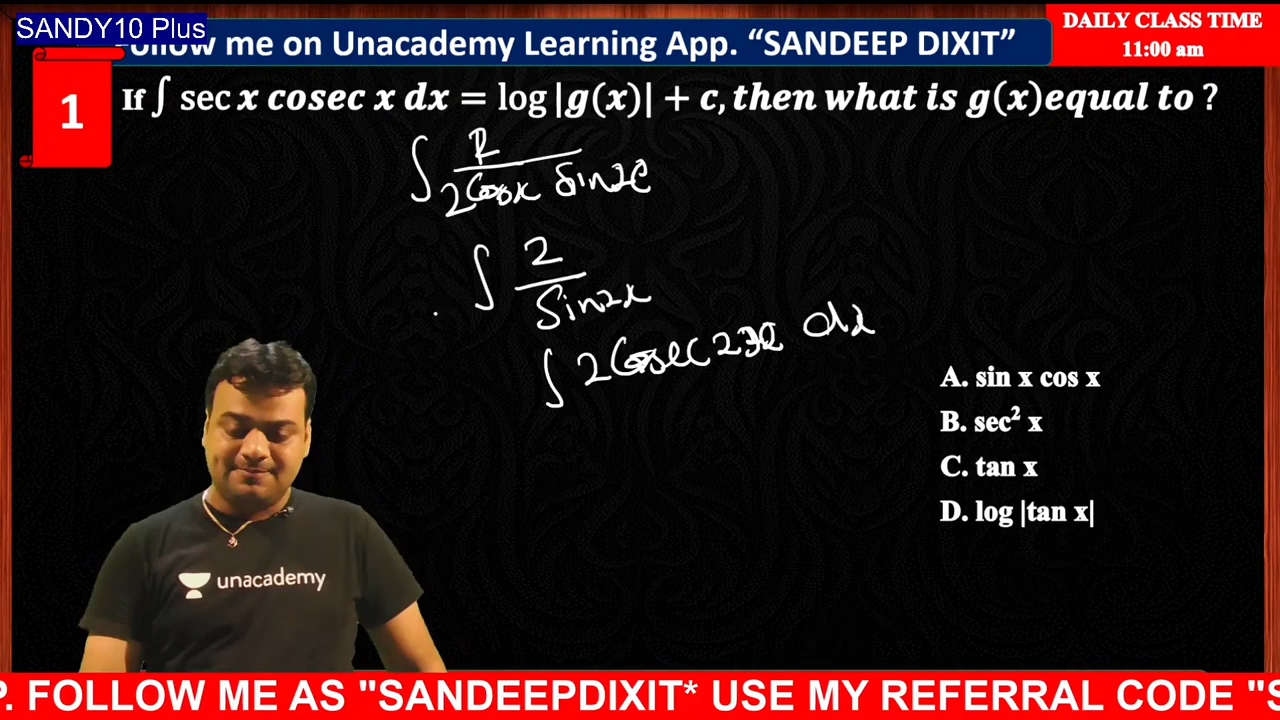 SANDY10 Plus
Follow me on Unacademy Learning App. “SANDEEP DIXIT”
DAILY CLASS TIME
11:00 am
1
If ∫ sec x cosec x dx = log |g(x)| + c, then what is g(x)equal to ?
∫ 2 / 2 Cosx Sinx
∫ 2 / Sin2x
∫ 2 Cosec 2x dx
A. sin x cos x
B. sec² x
C. tan x
D. log |tan x|
unacademy
P. FOLLOW ME AS "SANDEEPDIXIT* USE MY REFERRAL CODE "S